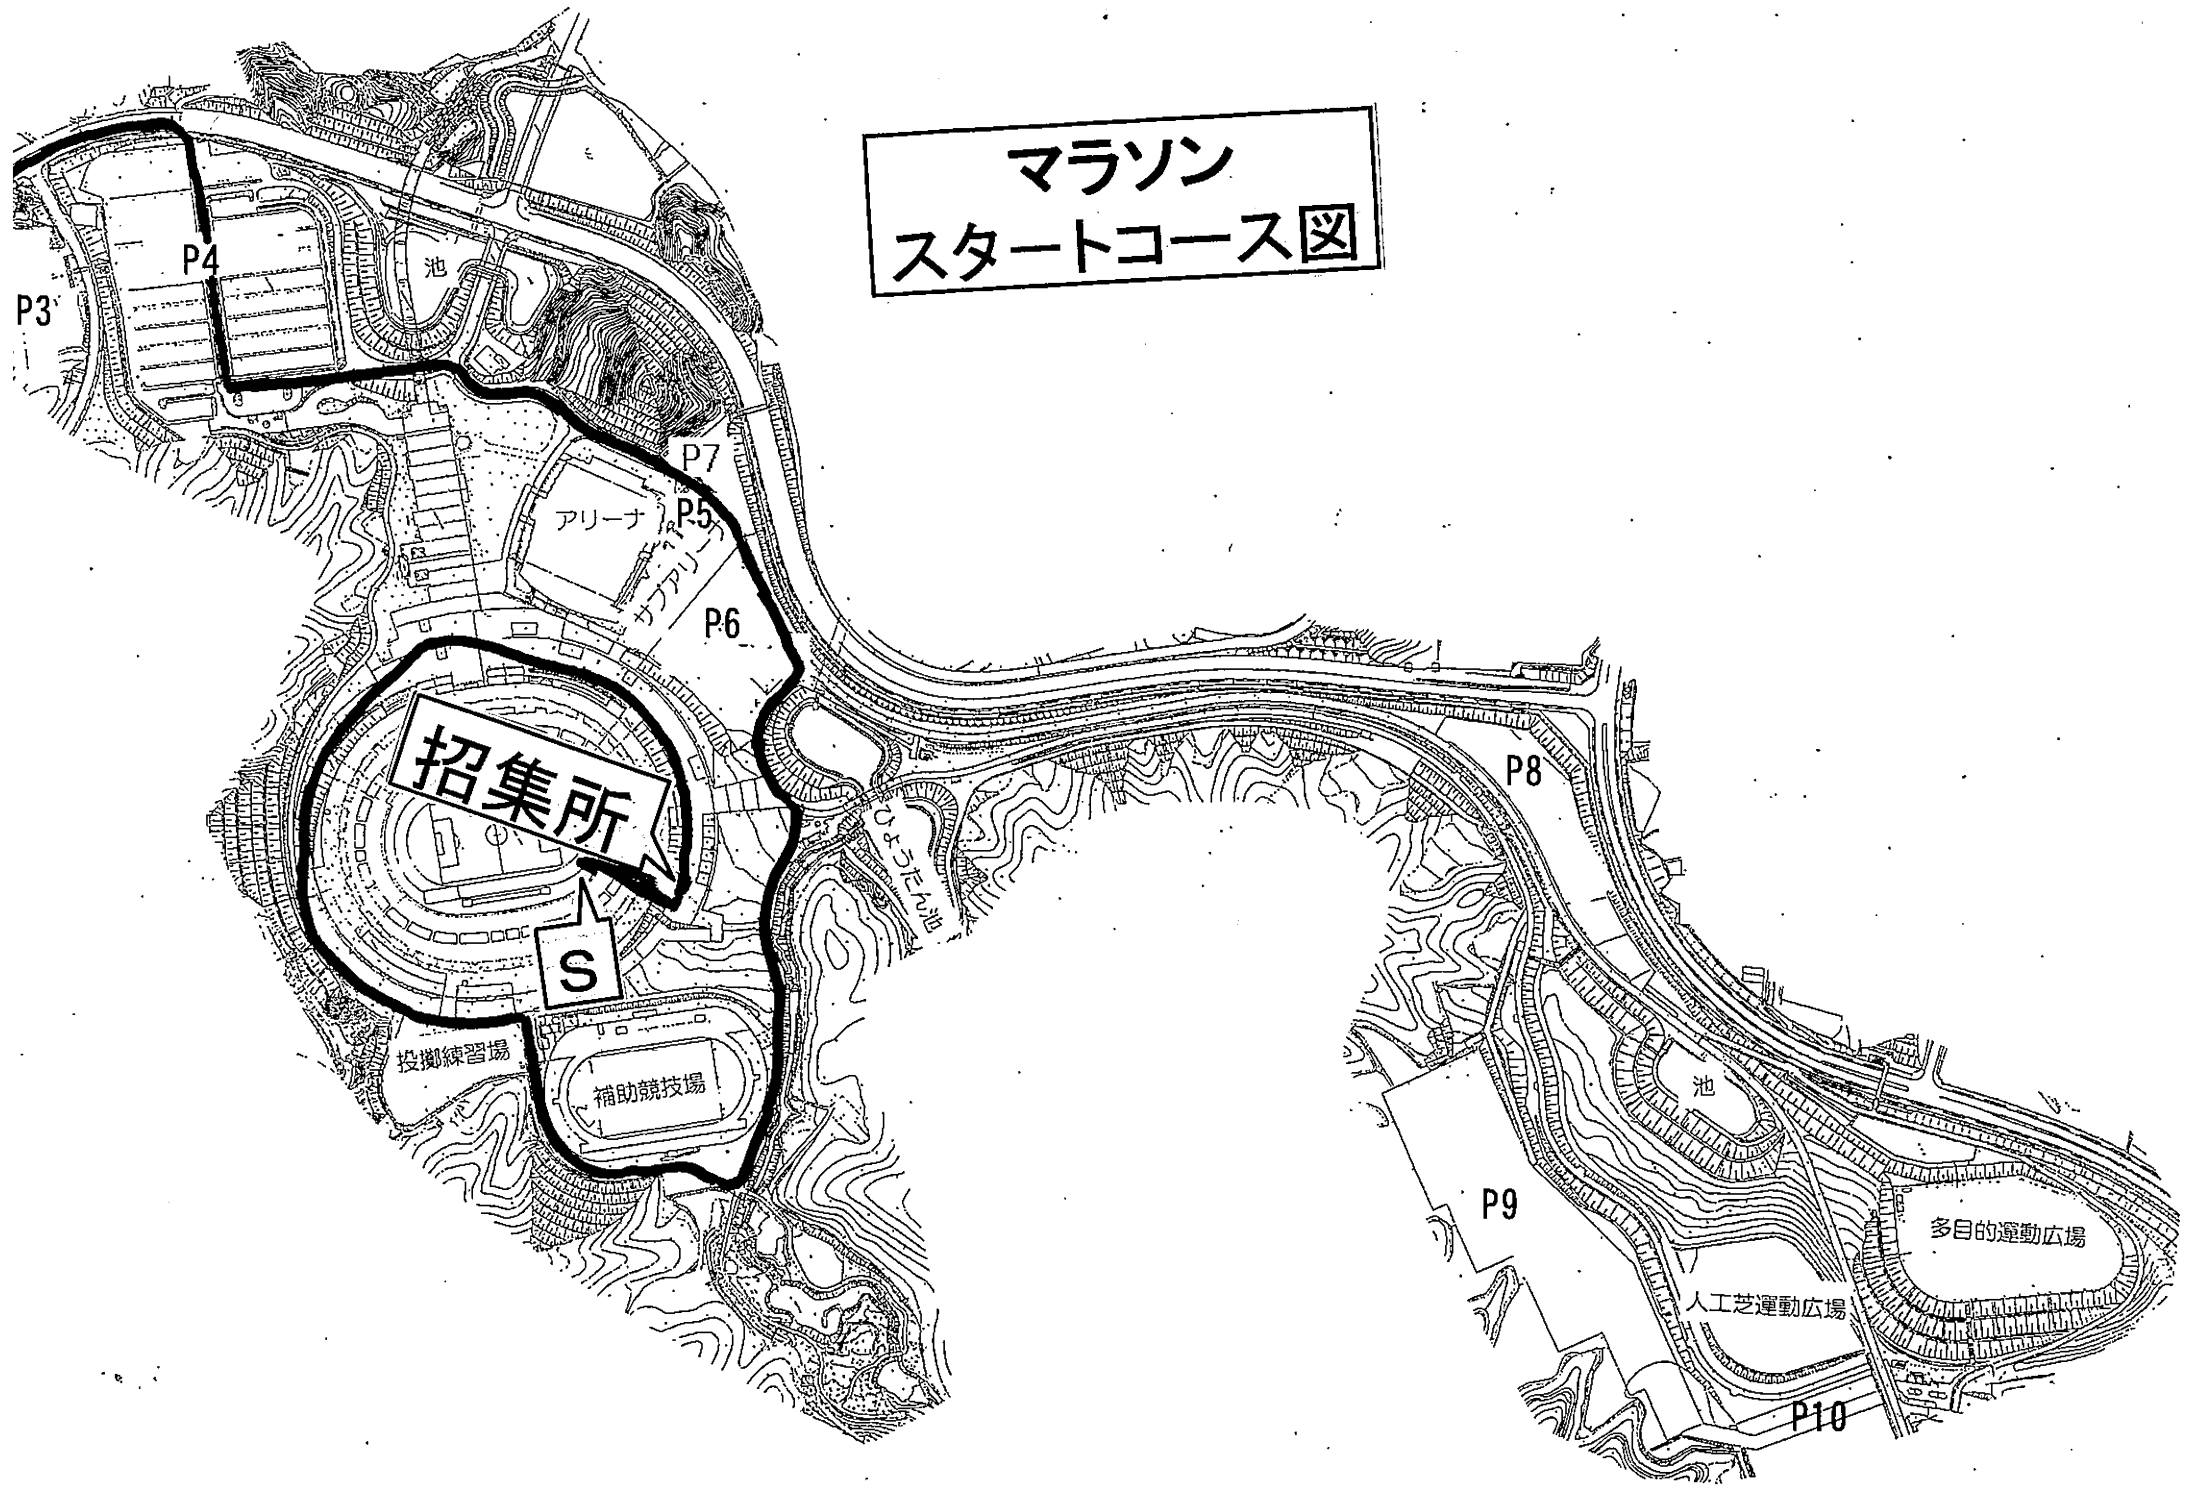 マラソン
スタートコース図
P4
池
P3
P7
P5
アリーナ
サブアリーナ
P6
招集所
P8
ひょうたん池
S
投擲練習場
補助競技場
池
P9
多目的運動広場
人工芝運動広場
P10